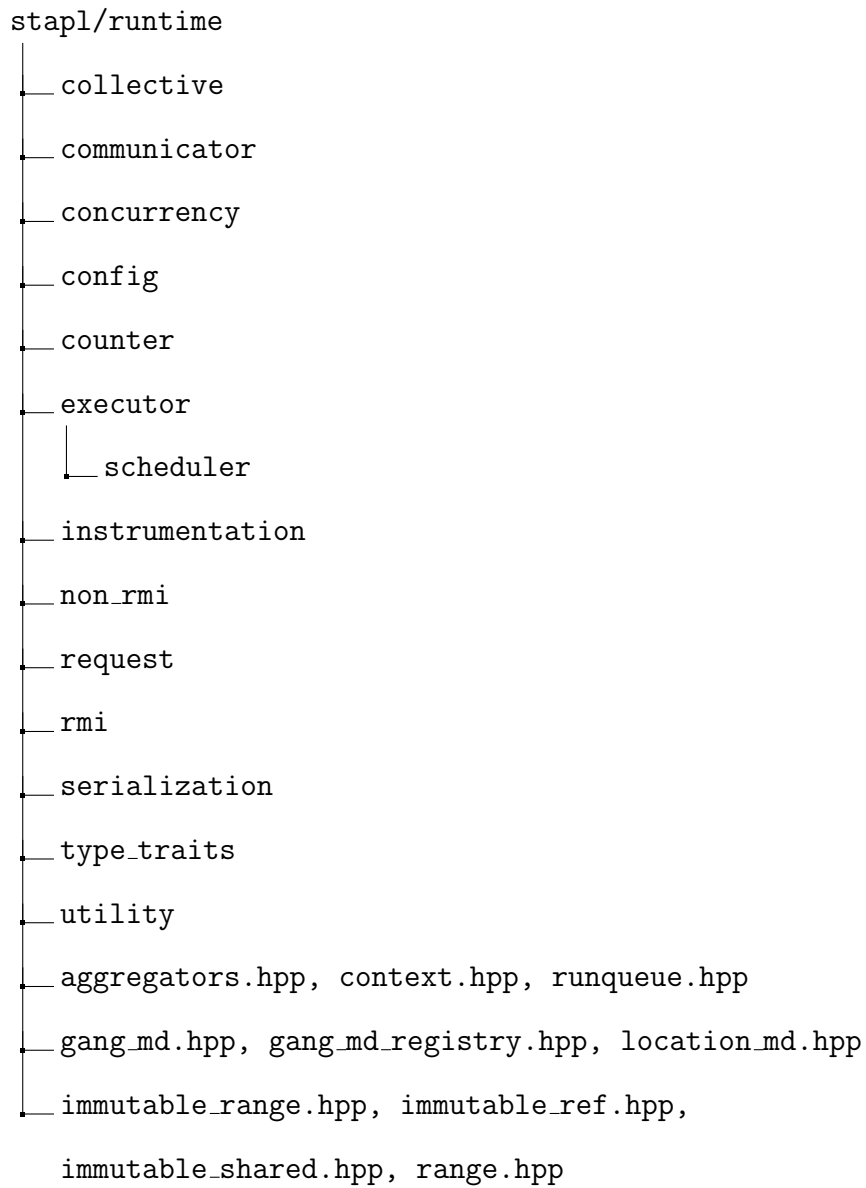 stapl/runtime
collective
communicator
concurrency
config
counter
executor
scheduler
instrumentation
non_rmi
request
rmi
serialization
type_traits
utility
aggregators.hpp, context.hpp, runqueue.hpp
gang_md.hpp, gang_md_registry.hpp, location_md.hpp
immutable_range.hpp, immutable_ref.hpp,
immutable_shared.hpp, range.hpp